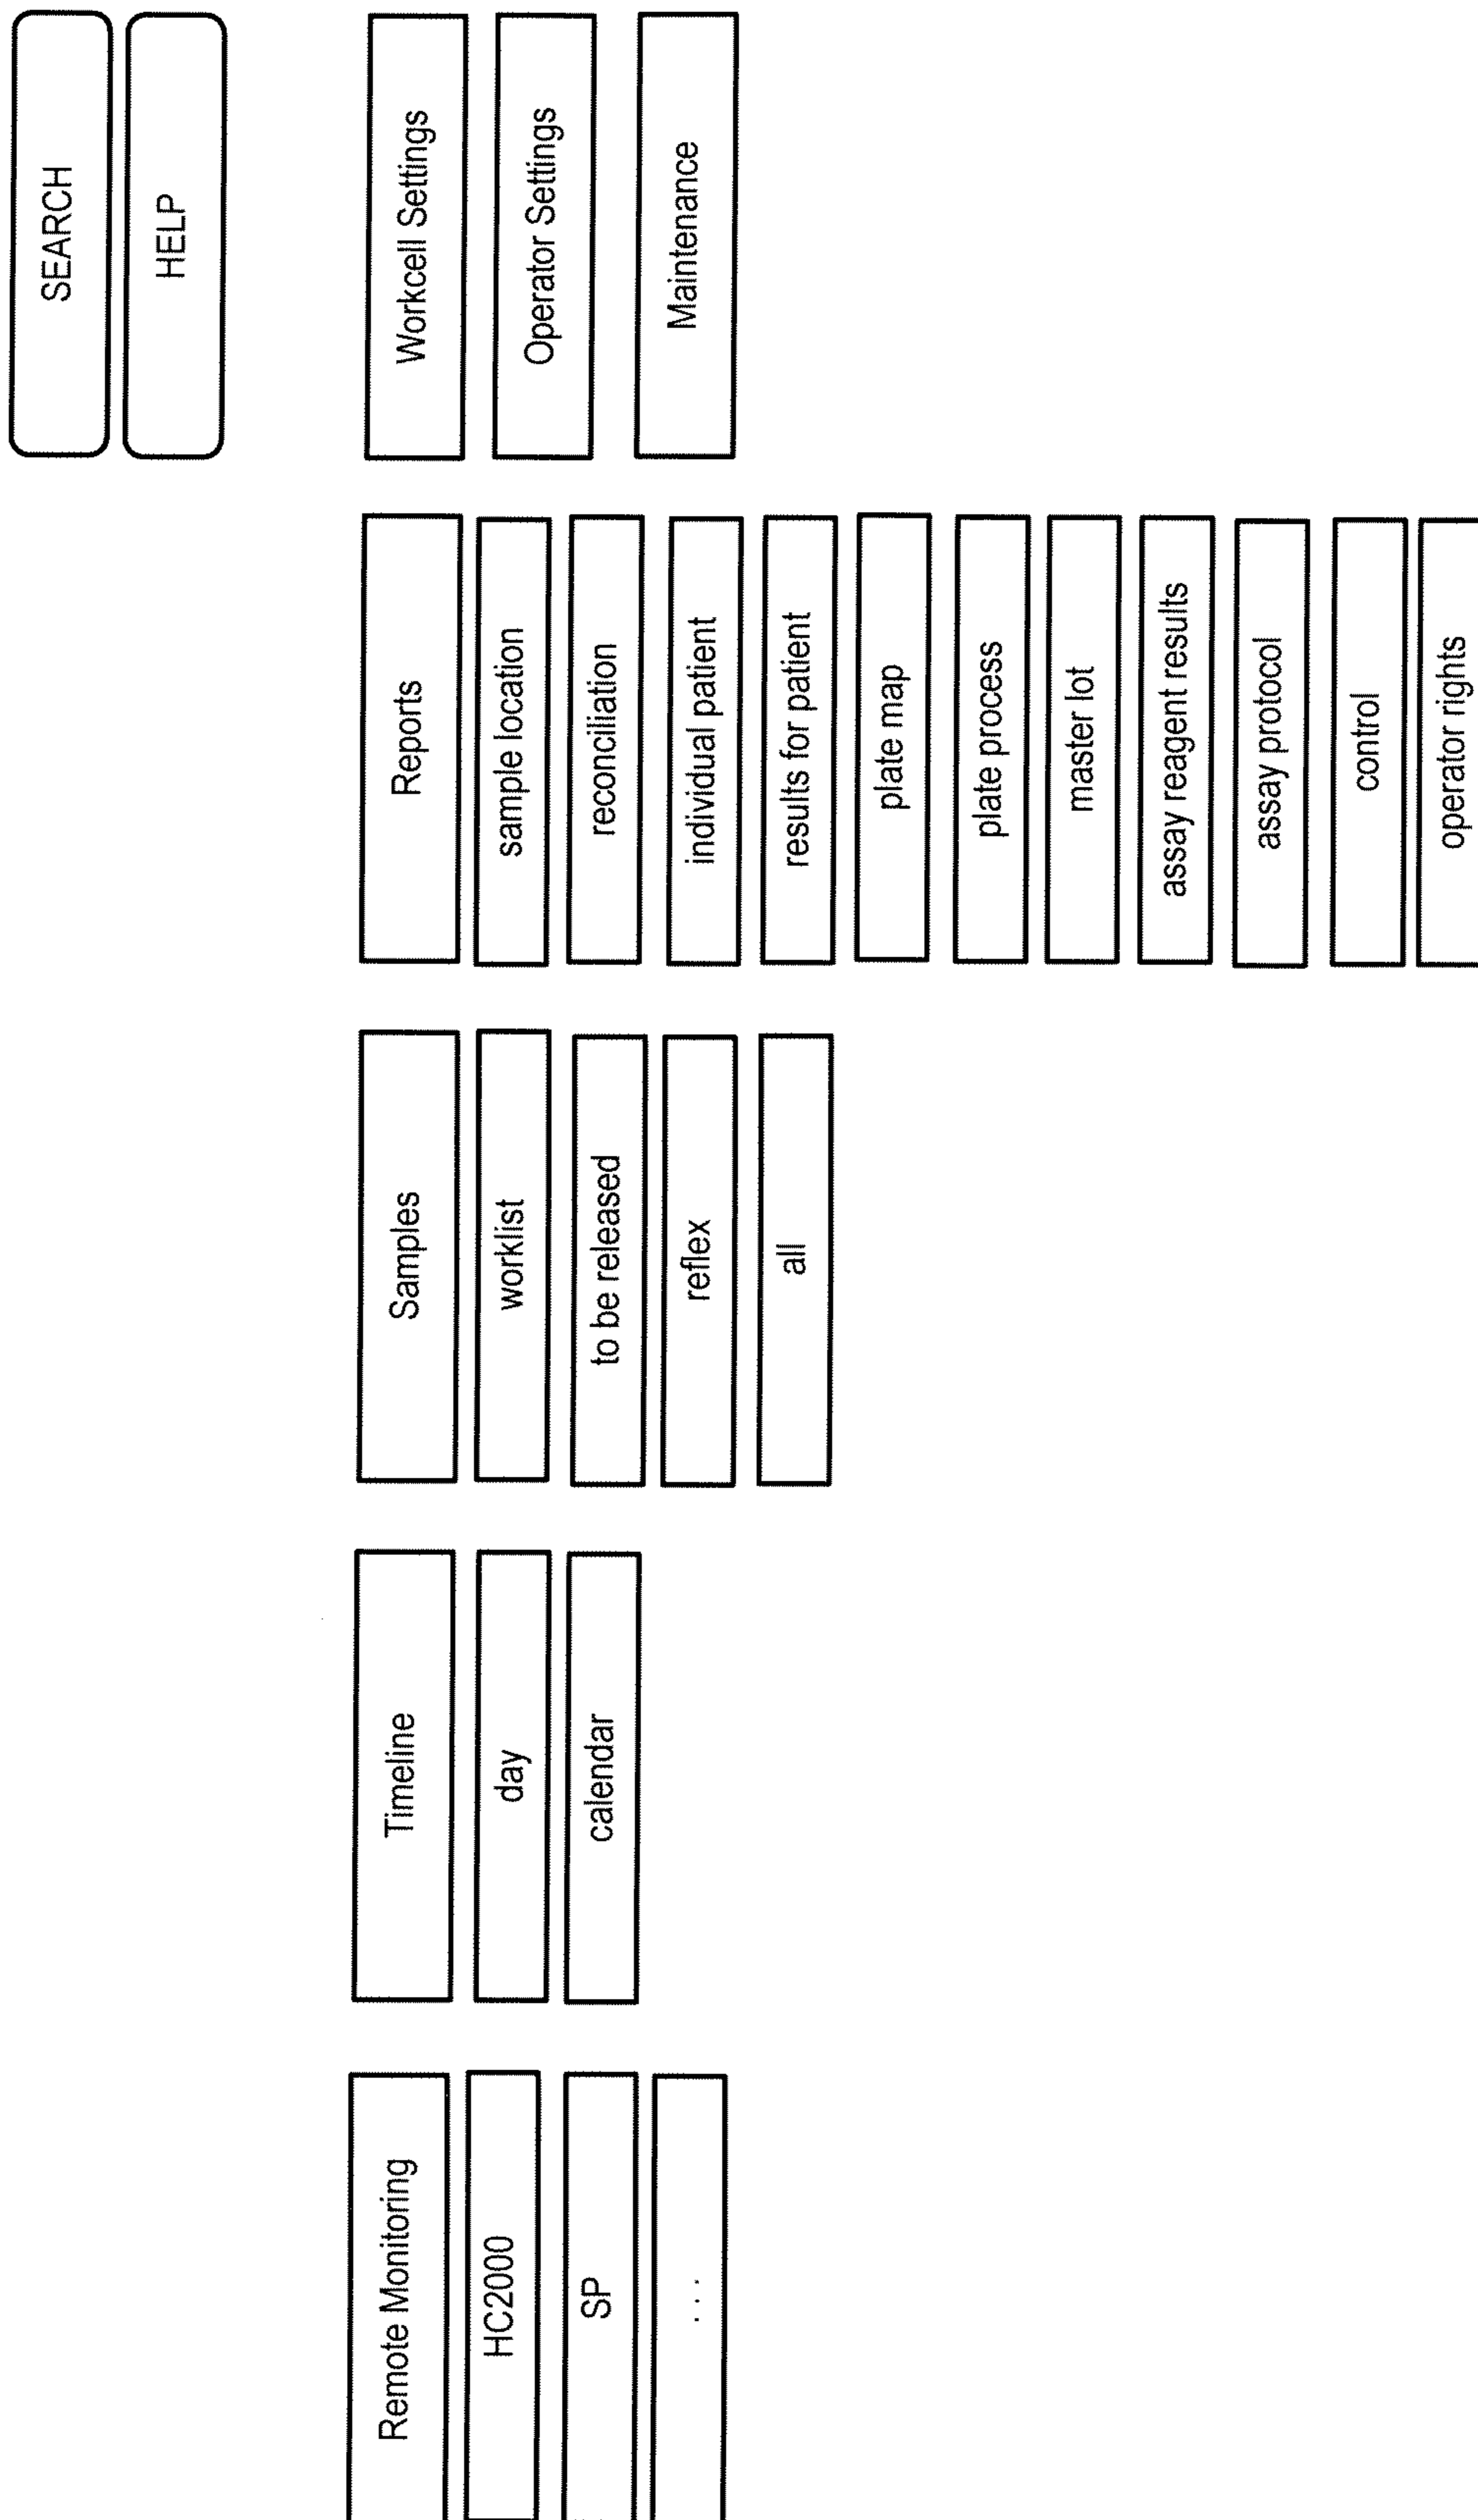 SEARCH
HELP
Remote Monitoring
HC2000
SP
. . .
Timeline
day
calendar
Samples
worklist
to be released
reflex
all
Reports
sample location
reconciliation
individual patient
results for patient
plate map
plate process
master lot
assay reagent results
assay protocol
control
operator rights
Workcell Settings
Operator Settings
Maintenance